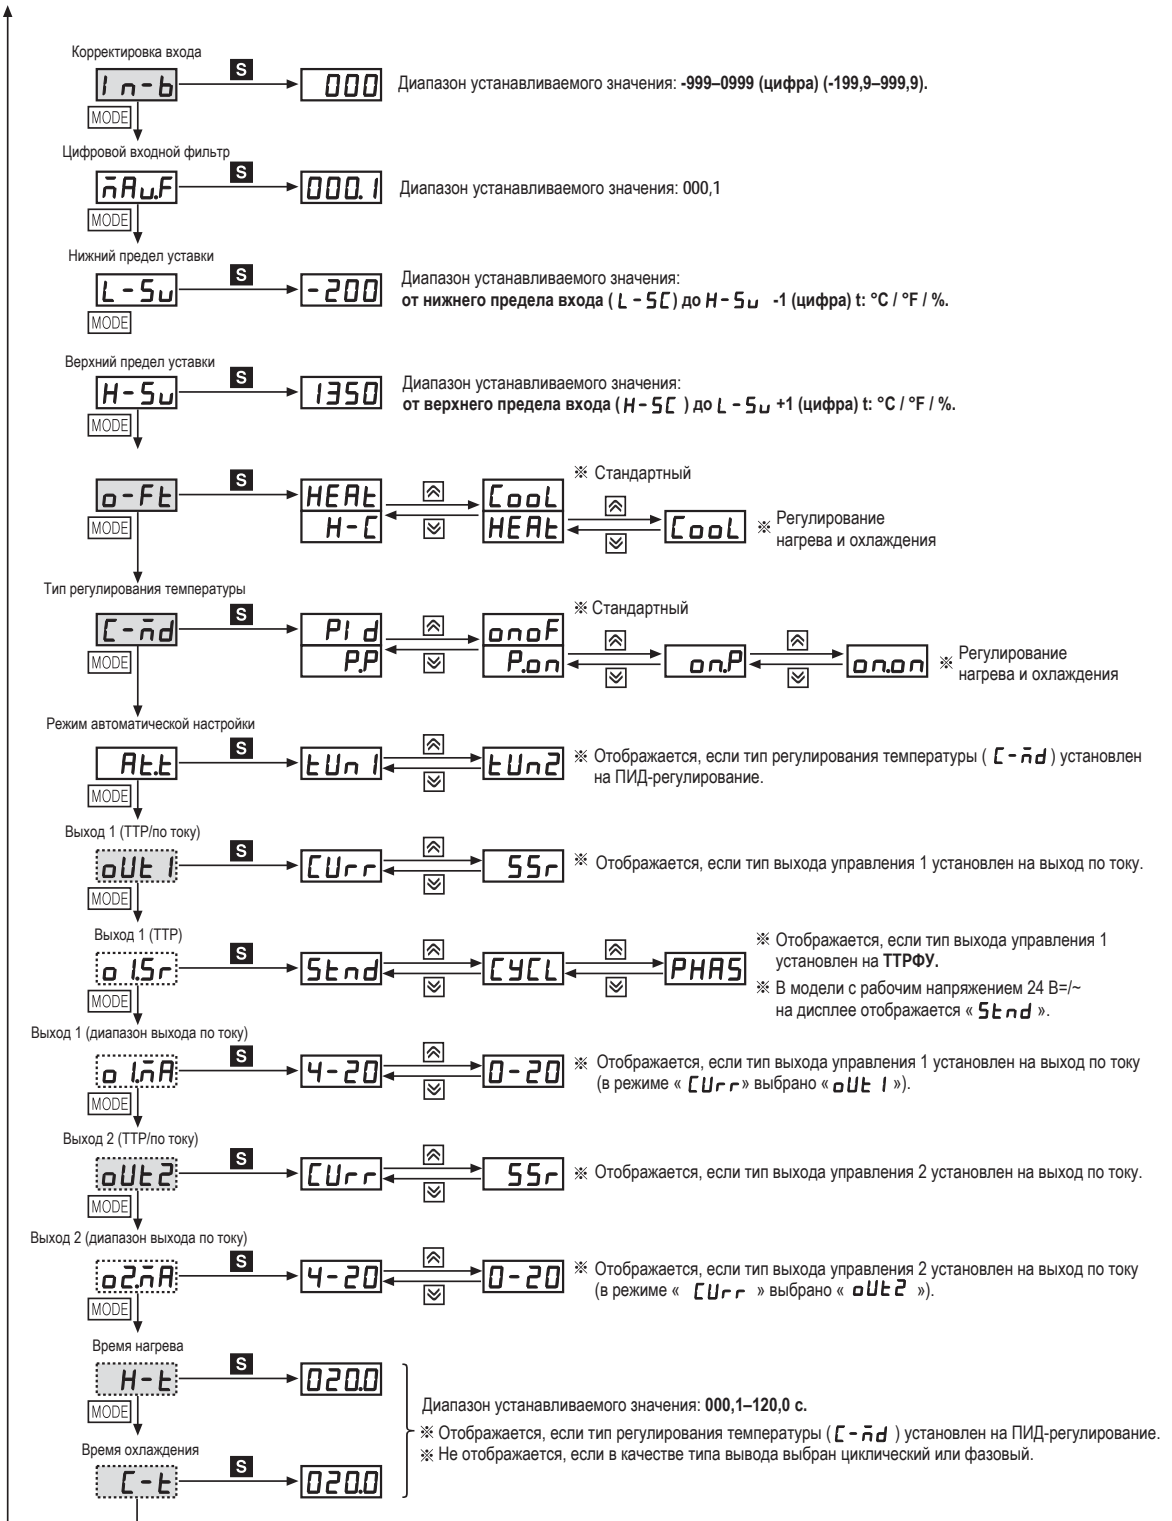 Корректировка входа
In-b S 000 Диапазон устанавливаемого значения: -999–0999 (цифра) (-199,9–999,9).
MODE
Цифровой входной фильтр
n̄Au.F S 000.1 Диапазон устанавливаемого значения: 000,1
MODE
Нижний предел уставки
L-Su S -200 Диапазон устанавливаемого значения:
от нижнего предела входа ( L-SC ) до H-Su -1 (цифра) t: °C / °F / %.
MODE
Верхний предел уставки
H-Su S 1350 Диапазон устанавливаемого значения:
от верхнего предела входа ( H-SC ) до L-Su +1 (цифра) t: °C / °F / %.
MODE
※ Стандартный
o-Ft S HEAt CooL
H-C HEAt CooL ※ Регулирование
нагрева и охлаждения
MODE
Тип регулирования температуры
※ Стандартный
C-n̄d S PId onoF
P.P P.on on.P on.on ※ Регулирование
нагрева и охлаждения
MODE
Режим автоматической настройки
At.t S tUn1 tUn2 ※ Отображается, если тип регулирования температуры ( C-n̄d ) установлен
на ПИД-регулирование.
MODE
Выход 1 (ТТР/по току)
oUt1 S CUrr SSr ※ Отображается, если тип выхода управления 1 установлен на выход по току.
MODE
Выход 1 (ТТР)
o1.Sr S Stnd CYCL PHAS ※ Отображается, если тип выхода управления 1
установлен на ТТРФУ.
MODE
※ В модели с рабочим напряжением 24 В=/~
на дисплее отображается « Stnd ».
Выход 1 (диапазон выхода по току)
o1.n̄A S 4-20 0-20 ※ Отображается, если тип выхода управления 1 установлен на выход по току
(в режиме « CUrr » выбрано « oUt1 »).
MODE
Выход 2 (ТТР/по току)
oUt2 S CUrr SSr ※ Отображается, если тип выхода управления 2 установлен на выход по току.
MODE
Выход 2 (диапазон выхода по току)
o2.n̄A S 4-20 0-20 ※ Отображается, если тип выхода управления 2 установлен на выход по току
(в режиме « CUrr » выбрано « oUt2 »).
MODE
Время нагрева
H-t S 020.0
MODE
Диапазон устанавливаемого значения: 000,1–120,0 с.
※ Отображается, если тип регулирования температуры ( C-n̄d ) установлен на ПИД-регулирование.
※ Не отображается, если в качестве типа вывода выбран циклический или фазовый.
Время охлаждения
C-t S 020.0